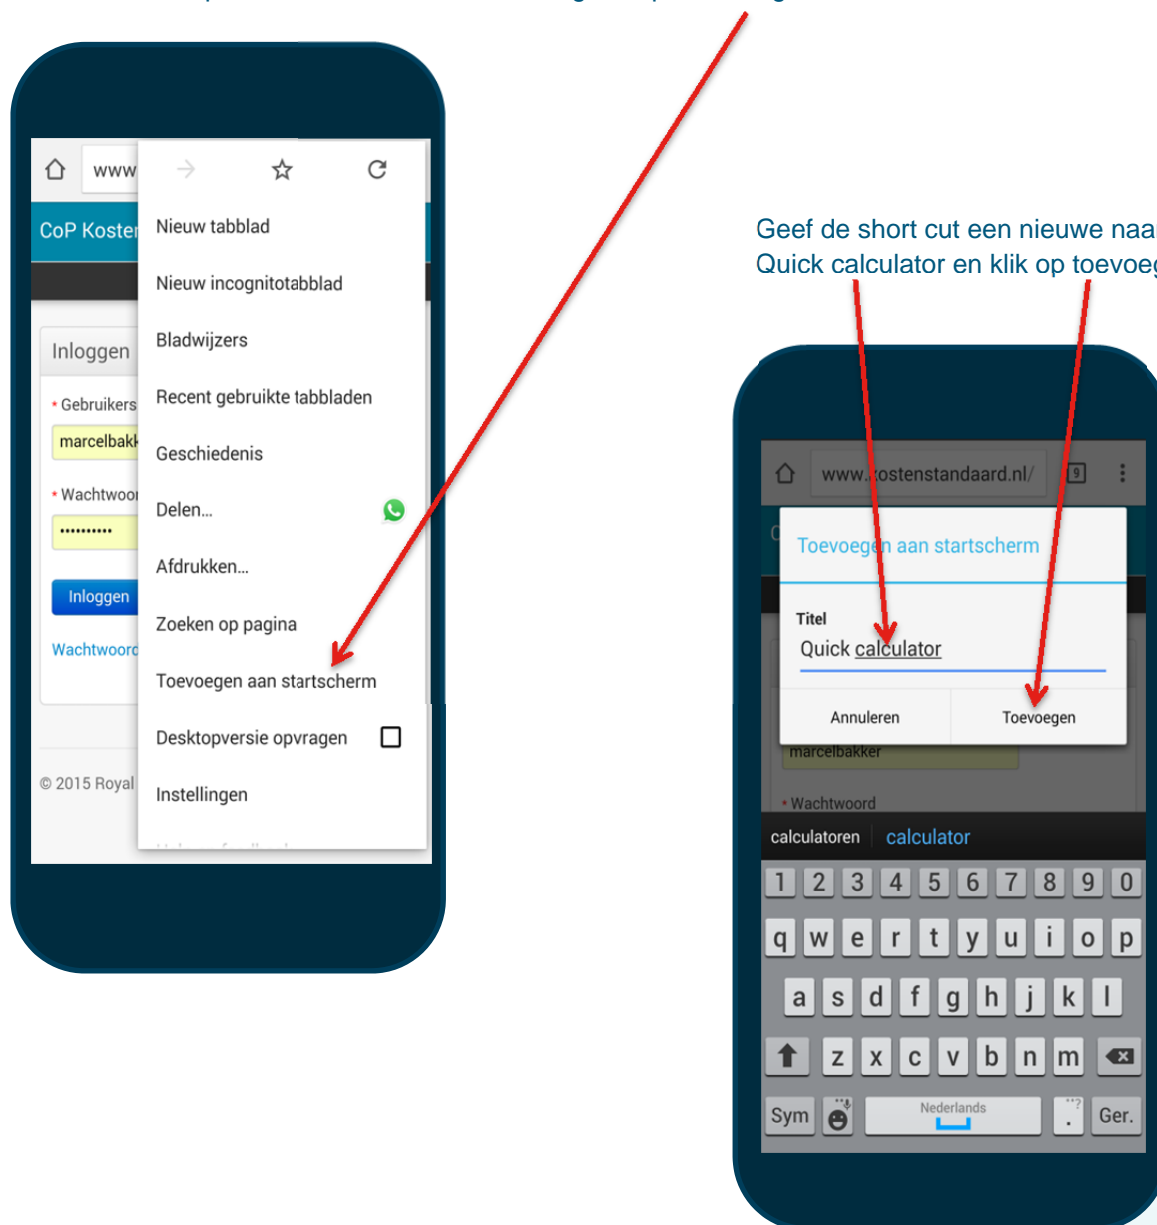 www
CoP Koster
Nieuw tabblad
Nieuw incognitotabblad
Inloggen
Bladwijzers
* Gebruikers
Recent gebruikte tabbladen
marcelbakk
Geschiedenis
* Wachtwoor
Delen...
••••••••••
Afdrukken...
Inloggen
Zoeken op pagina
Wachtwoord
Toevoegen aan startscherm
Desktopversie opvragen
© 2015 Royal
Instellingen
Geef de short cut een nieuwe naa
Quick calculator en klik op toevoeg
www.kostenstandaard.nl/ 9
Toevoegen aan startscherm
Titel
Quick calculator
Annuleren Toevoegen
marcelbakker
* Wachtwoord
calculatoren calculator
1 2 3 4 5 6 7 8 9 0
q w e r t y u i o p
a s d f g h j k l
z x c v b n m
Sym Nederlands . Ger.